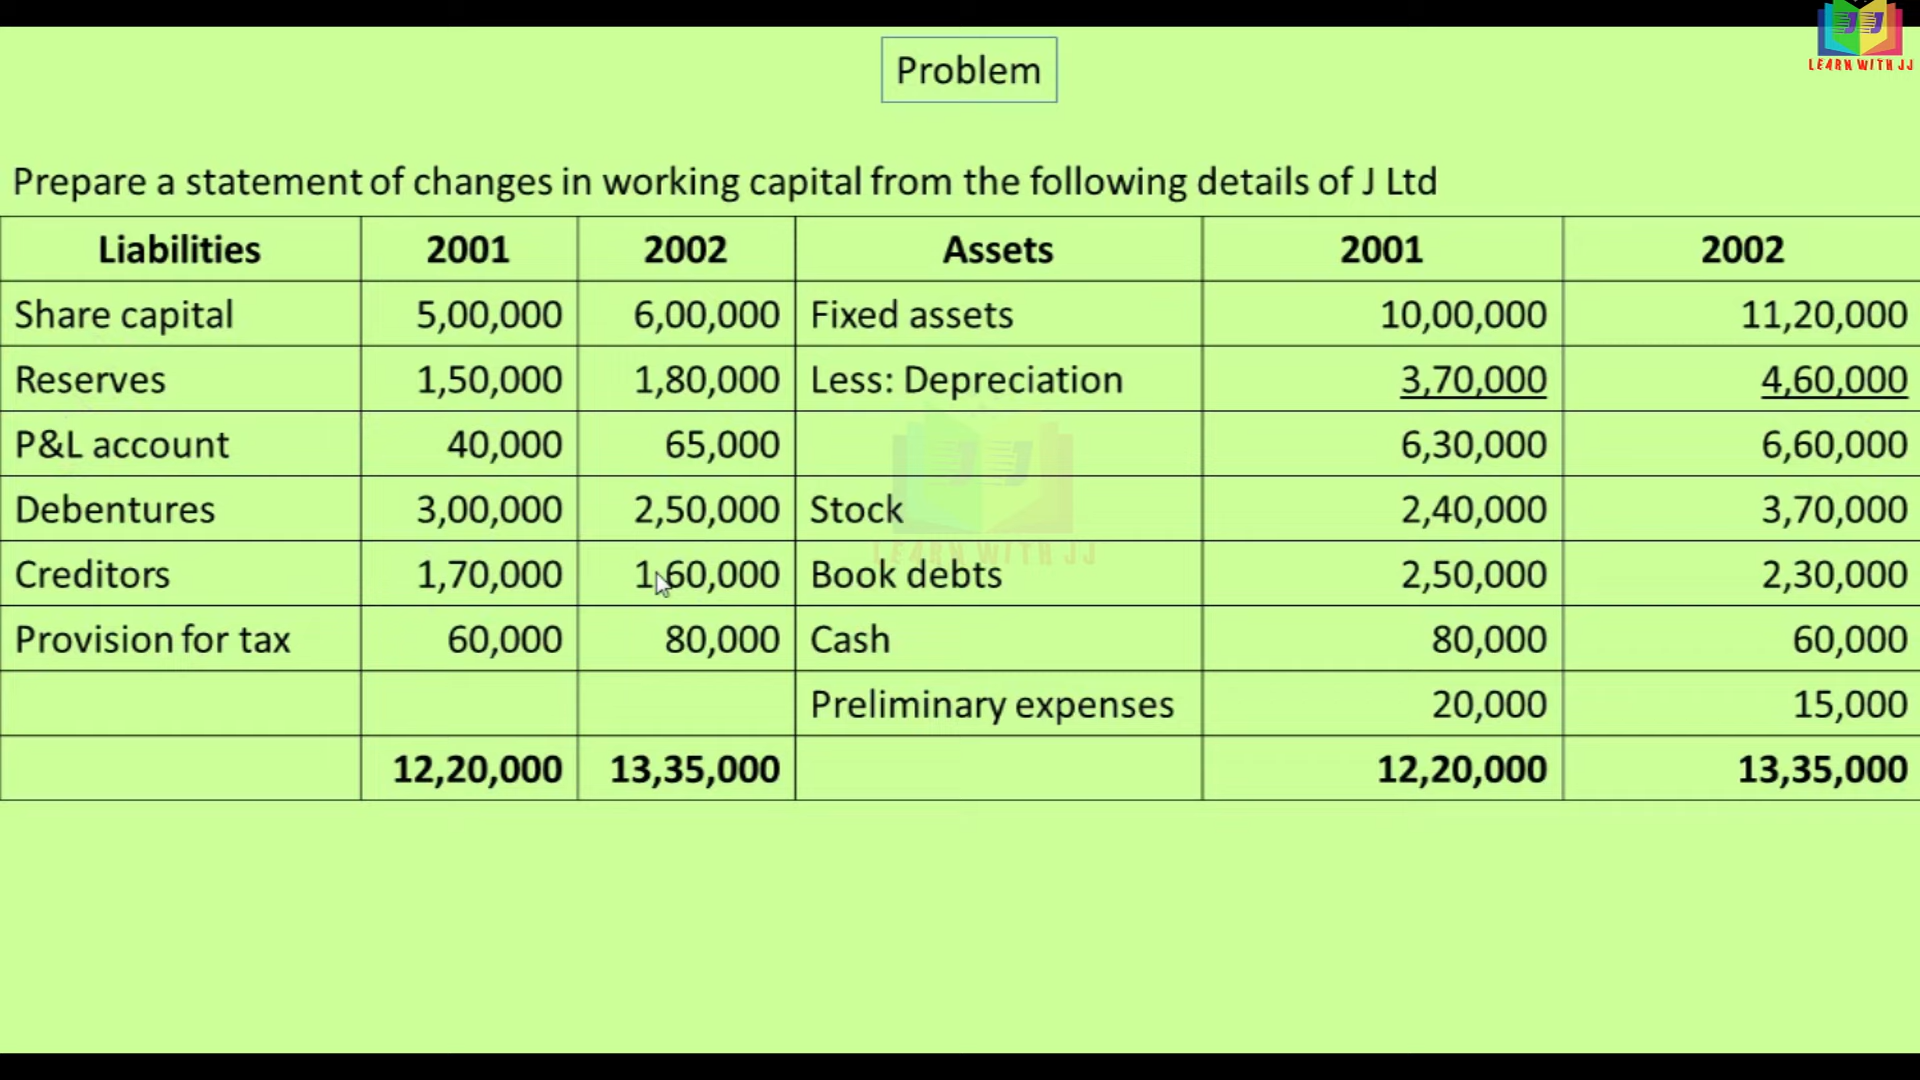 LEARN WITH JJ
Problem
Prepare a statement of changes in working capital from the following details of J Ltd
Liabilities 2001 2002 Assets 2001 2002
Share capital 5,00,000 6,00,000 Fixed assets 10,00,000 11,20,000
Reserves 1,50,000 1,80,000 Less: Depreciation 3,70,000 4,60,000
P&L account 40,000 65,000 6,30,000 6,60,000
Debentures 3,00,000 2,50,000 Stock 2,40,000 3,70,000
LEARN WITH JJ
Creditors 1,70,000 1,60,000 Book debts 2,50,000 2,30,000
Provision for tax 60,000 80,000 Cash 80,000 60,000
Preliminary expenses 20,000 15,000
12,20,000 13,35,000 12,20,000 13,35,000